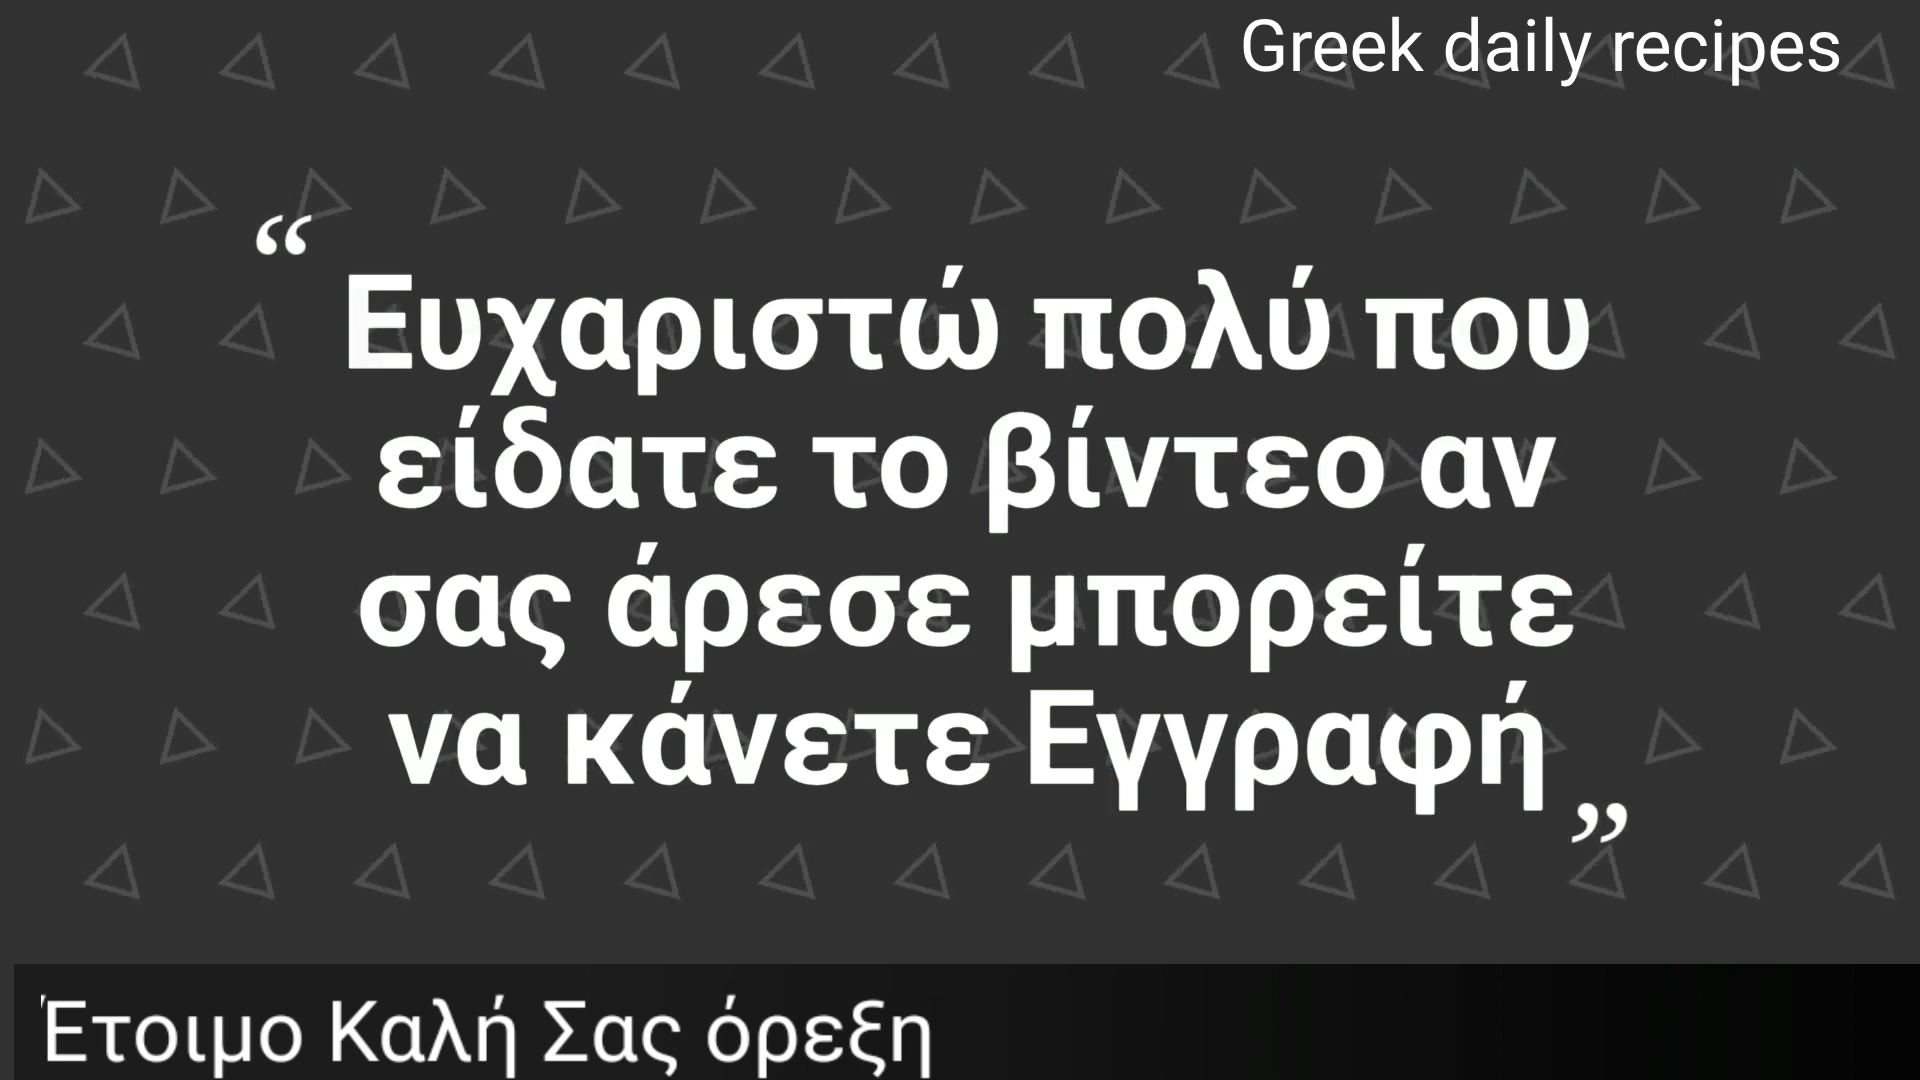 Greek daily recipes
“Ευχαριστώ πολύ που
είδατε το βίντεο αν
σας άρεσε μπορείτε
να κάνετε Εγγραφή”
Έτοιμο Καλή Σας όρεξη